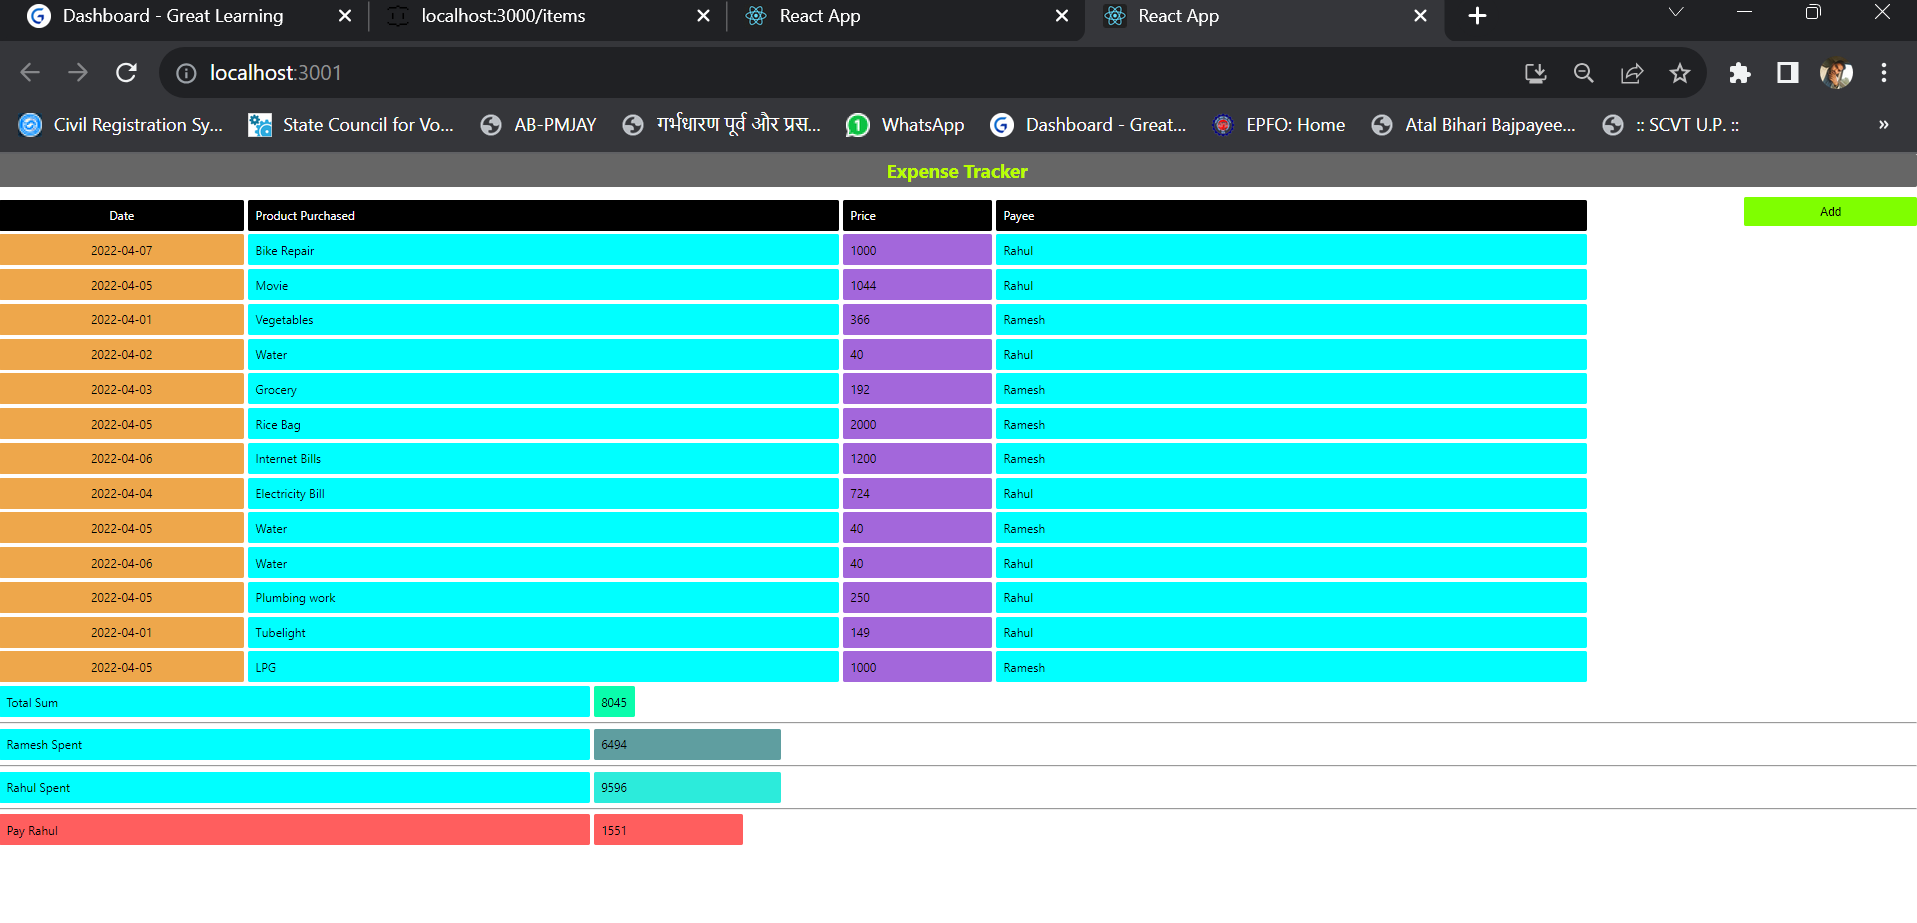 Dashboard - Great Learning localhost:3000/items React App React App
localhost:3001
Civil Registration Sy... State Council for Vo... AB-PMJAY गर्भधारण पूर्व और प्रस... WhatsApp Dashboard - Great... EPFO: Home Atal Bihari Bajpayee... :: SCVT U.P. :: »
Expense Tracker
Date Product Purchased Price Payee Add
2022-04-07 Bike Repair 1000 Rahul
2022-04-05 Movie 1044 Rahul
2022-04-01 Vegetables 366 Ramesh
2022-04-02 Water 40 Rahul
2022-04-03 Grocery 192 Ramesh
2022-04-05 Rice Bag 2000 Ramesh
2022-04-06 Internet Bills 1200 Ramesh
2022-04-04 Electricity Bill 724 Rahul
2022-04-05 Water 40 Ramesh
2022-04-06 Water 40 Rahul
2022-04-05 Plumbing work 250 Rahul
2022-04-01 Tubelight 149 Rahul
2022-04-05 LPG 1000 Ramesh
Total Sum 8045
Ramesh Spent 6494
Rahul Spent 9596
Pay Rahul 1551